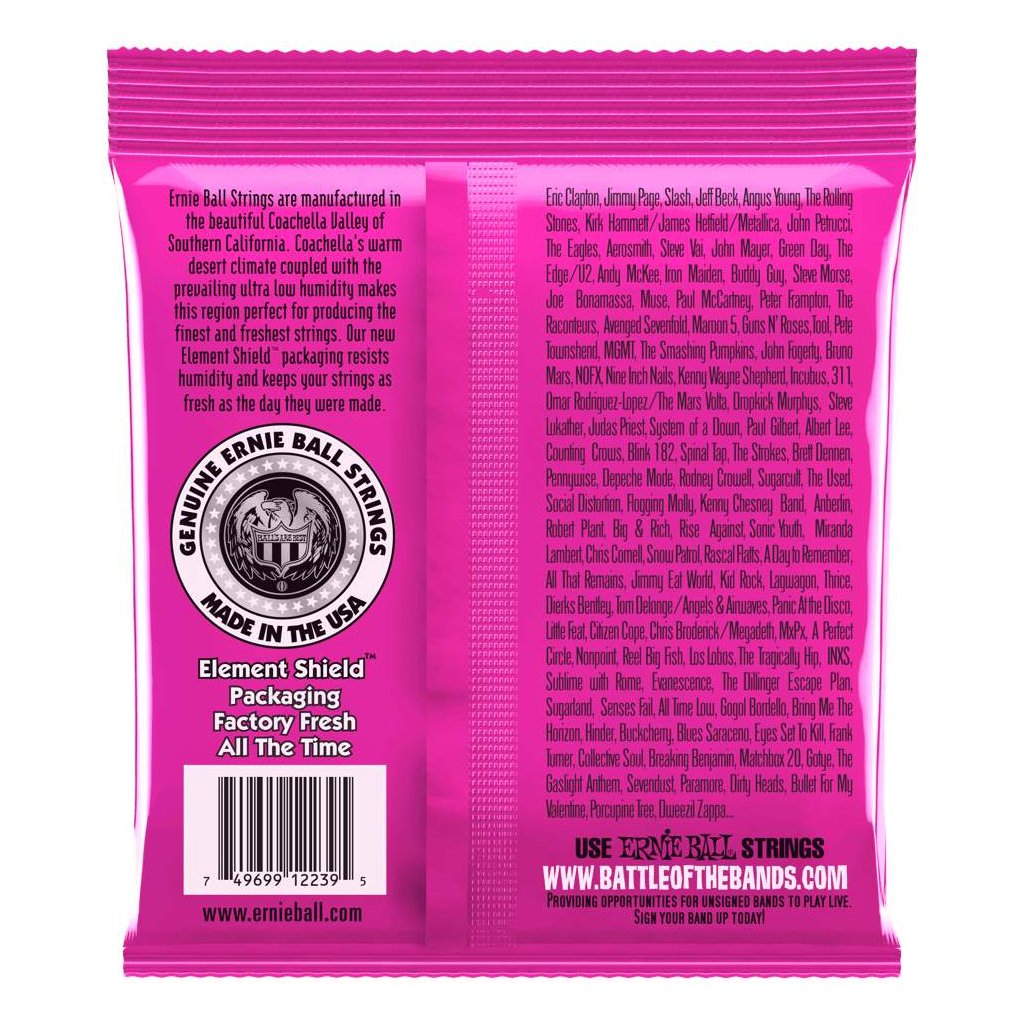 Ernie Ball Strings are manufactured in
the beautiful Coachella Valley of
Southern California. Coachella's warm
desert climate coupled with the
prevailing ultra low humidity makes
this region perfect for producing the
finest and freshest strings. Our new
Element Shield™ packaging resists
humidity and keeps your strings as
fresh as the day they were made.
GENUINE ERNIE BALL STRINGS
BALLS ARE BEST
MADE IN THE USA
Element Shield™
Packaging
Factory Fresh
All The Time
7 49699 12239 5
www.ernieball.com
Eric Clapton, Jimmy Page, Slash, Jeff Beck, Angus Young, The Rolling
Stones, Kirk Hammett/James Hetfield/Metallica, John Petrucci,
The Eagles, Aerosmith, Steve Vai, John Mayer, Green Day, The
Edge/U2, Andy McKee, Iron Maiden, Buddy Guy, Steve Morse,
Joe Bonamassa, Muse, Paul McCartney, Peter Frampton, The
Raconteurs, Avenged Sevenfold, Maroon 5, Guns N' Roses,Tool, Pete
Townshend, MGMT, The Smashing Pumpkins, John Fogerty, Bruno
Mars, NOFX, Nine Inch Nails, Kenny Wayne Shepherd, Incubus, 311,
Omar Rodriguez-Lopez/The Mars Volta, Dropkick Murphys, Steve
Lukather, Judas Priest, System of a Down, Paul Gilbert, Albert Lee,
Counting Crows, Blink 182, Spinal Tap, The Strokes, Brett Dennen,
Pennywise, Depeche Mode, Rodney Crowell, Sugarcult, The Used,
Social Distortion, Flogging Molly, Kenny Chesney Band, Anberlin,
Robert Plant, Big & Rich, Rise Against, Sonic Youth, Miranda
Lambert, Chris Cornell, Snow Patrol, Rascal Flatts, A Day to Remember,
All That Remains, Jimmy Eat World, Kid Rock, Lagwagon, Thrice,
Dierks Bentley, Tom Delonge/Angels & Airwaves, Panic At the Disco,
Little Feat, Citizen Cope, Chris Broderick/Megadeth, MxPx, A Perfect
Circle, Nonpoint, Reel Big Fish, Los Lobos, The Tragically Hip, INXS,
Sublime with Rome, Evanescence, The Dillinger Escape Plan,
Sugarland, Senses Fail, All Time Low, Gogol Bordello, Bring Me The
Horizon, Hinder, Buckcherry, Blues Saraceno, Eyes Set To Kill, Frank
Turner, Collective Soul, Breaking Benjamin, Matchbox 20, Gotye, The
Gaslight Anthem, Sevendust, Paramore, Dirty Heads, Bullet For My
Valentine, Porcupine Tree, Dweezil Zappa...
USE ERNIE BALL® STRINGS
WWW.BATTLEOFTHEBANDS.COM
PROVIDING OPPORTUNITIES FOR UNSIGNED BANDS TO PLAY LIVE.
SIGN YOUR BAND UP TODAY!